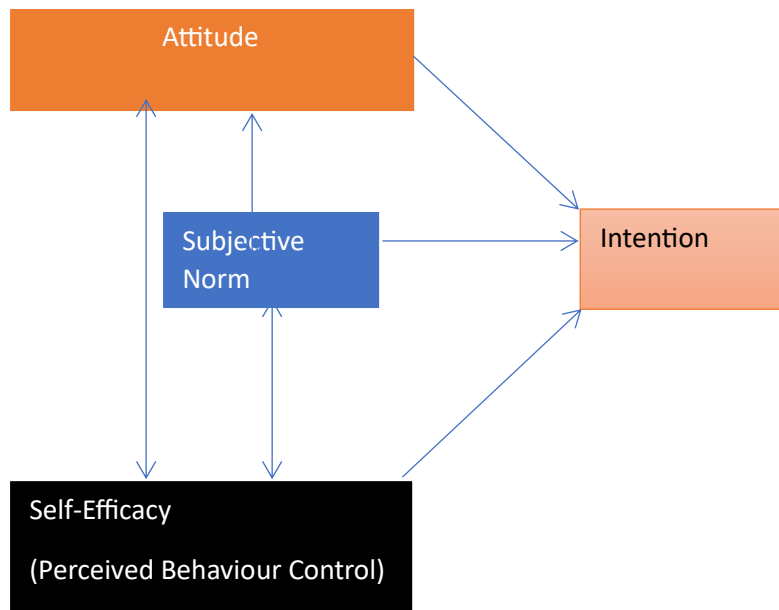 Attitude
Subjective
Norm
Intention
Self-Efficacy
(Perceived Behaviour Control)